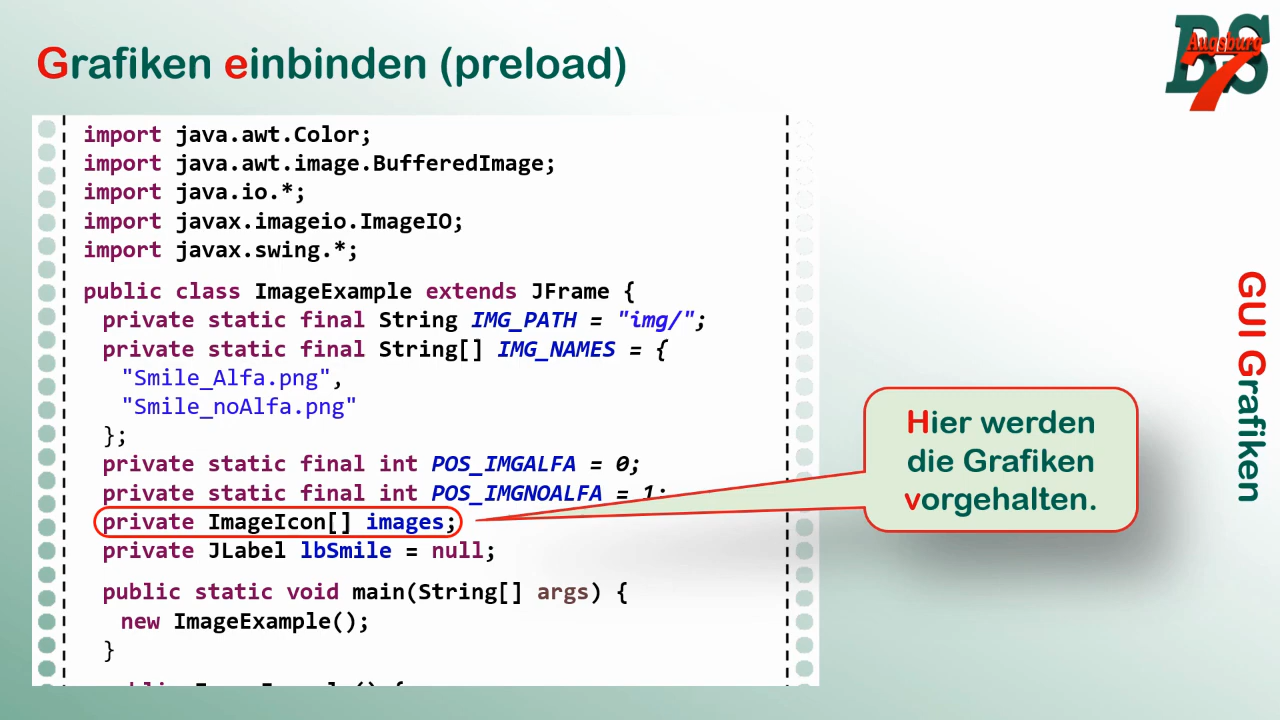 Grafiken einbinden (preload)
BS
Augsburg
7
import java.awt.Color;
import java.awt.image.BufferedImage;
import java.io.*;
import javax.imageio.ImageIO;
import javax.swing.*;
public class ImageExample extends JFrame {
private static final String IMG_PATH = "img/";
private static final String[] IMG_NAMES = {
"Smile_Alfa.png",
"Smile_noAlfa.png"
};
private static final int POS_IMGALFA = 0;
private static final int POS_IMGNOALFA = 1;
private ImageIcon[] images;
private JLabel lbSmile = null;
public static void main(String[] args) {
new ImageExample();
}
Hier werden
die Grafiken
vorgehalten.
GUI Grafiken